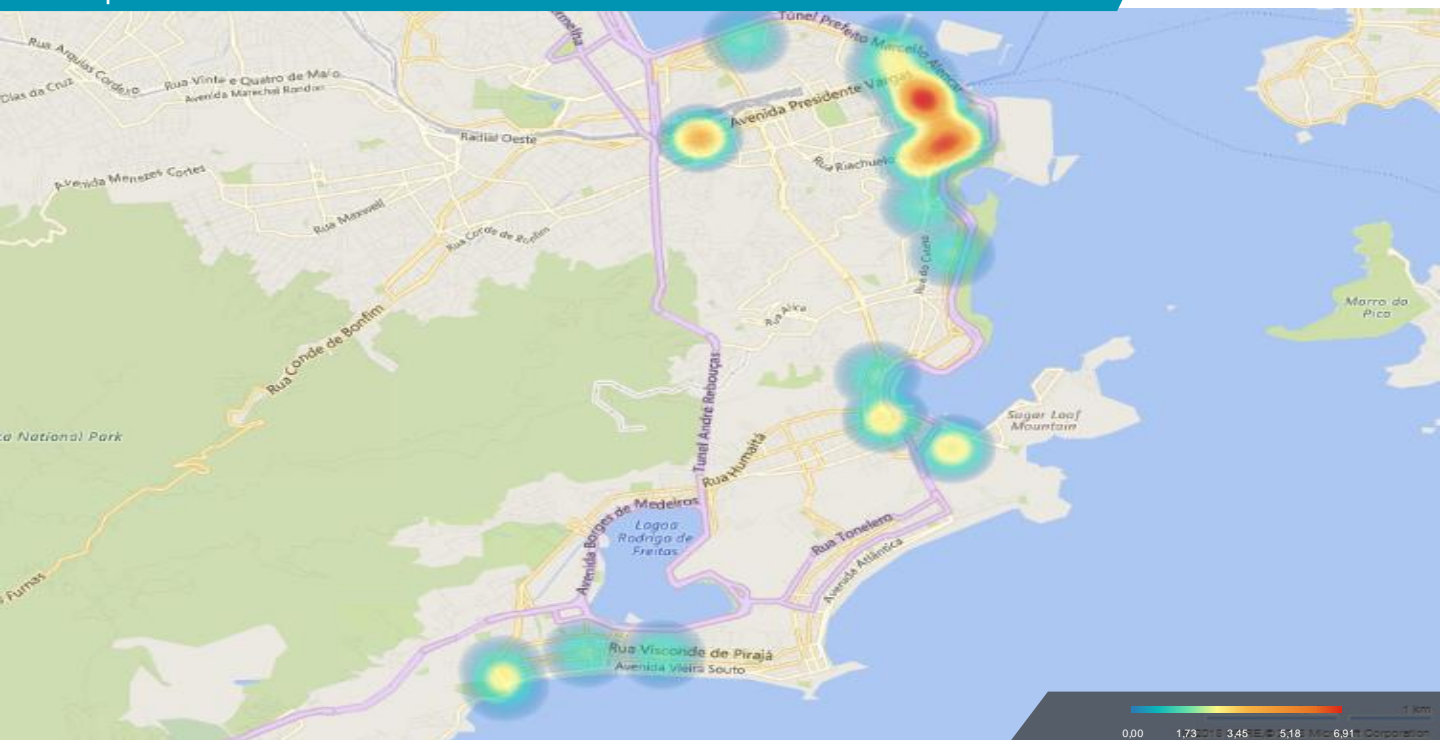 Túnel Prefeito Marcello Alencar
Rua Arquias Cordeiro
Rua Vinte e Quatro de Maio
Dias da Cruz
Avenida Marechal Rondon
Avenida Presidente Vargas
Radial Oeste
Rua Riachuelo
Avenida Menezes Cortes
Rua Maxwell
Rua Conde de Bonfim
Rua do Catete
Rua Alice
Morro do
Pico
Rua Conde de Bonfim
Túnel André Rebouças
Sugar Loaf
Mountain
National Park
Rua Humaitá
Avenida Borges de Medeiros
Lagoa
Rodrigo de
Freitas
Rua Tonelero
Avenida Atlântica
Furnas
Rua Visconde de Pirajá
Avenida Vieira Souto
1 km
0,00 1,73 3,45 5,18 6,91
Corporation